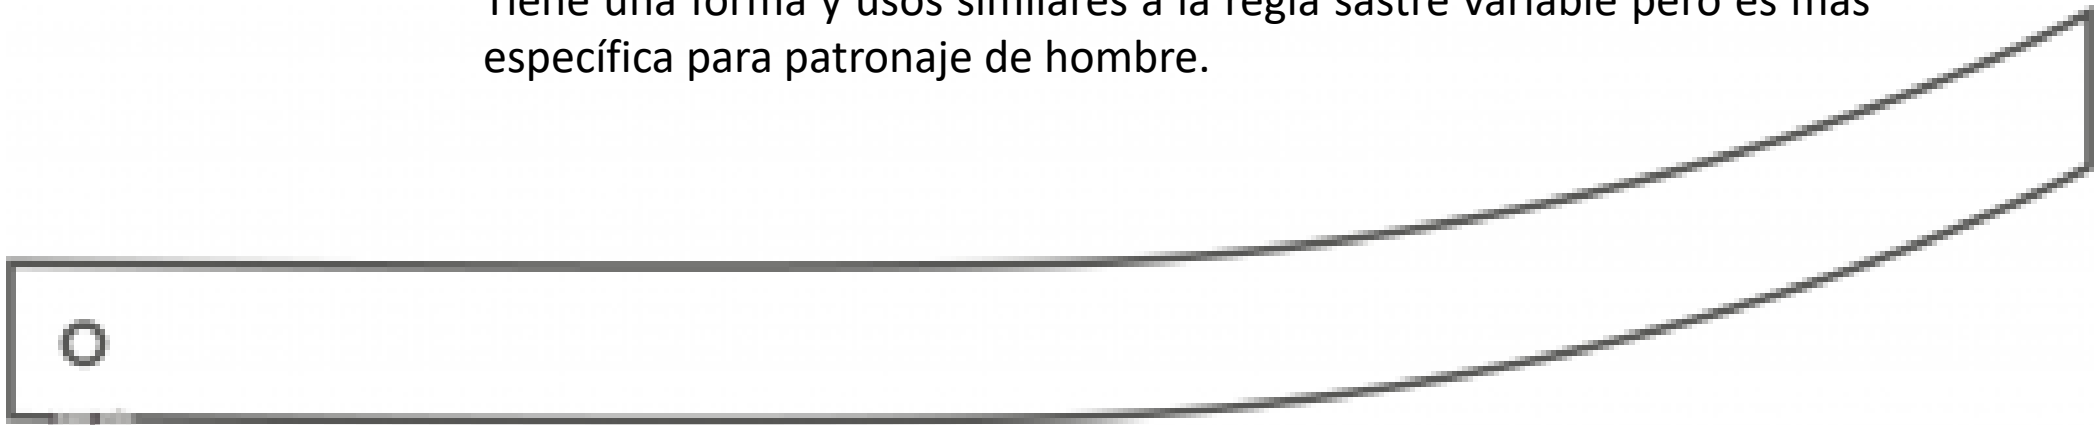 Tiene una forma y usos similares a la regla sastre variable pero es más
específica para patronaje de hombre.